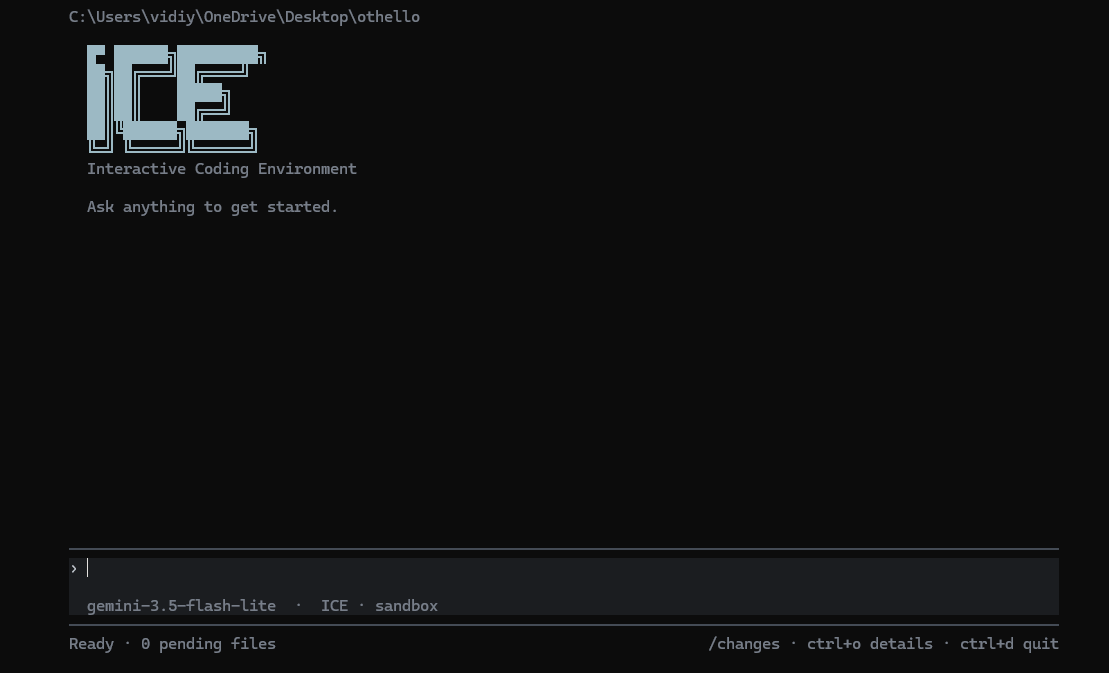 C:\Users\vidiy\OneDrive\Desktop\othello
ICE
Interactive Coding Environment
Ask anything to get started.
›
gemini-3.5-flash-lite · ICE · sandbox
Ready · 0 pending files /changes · ctrl+o details · ctrl+d quit